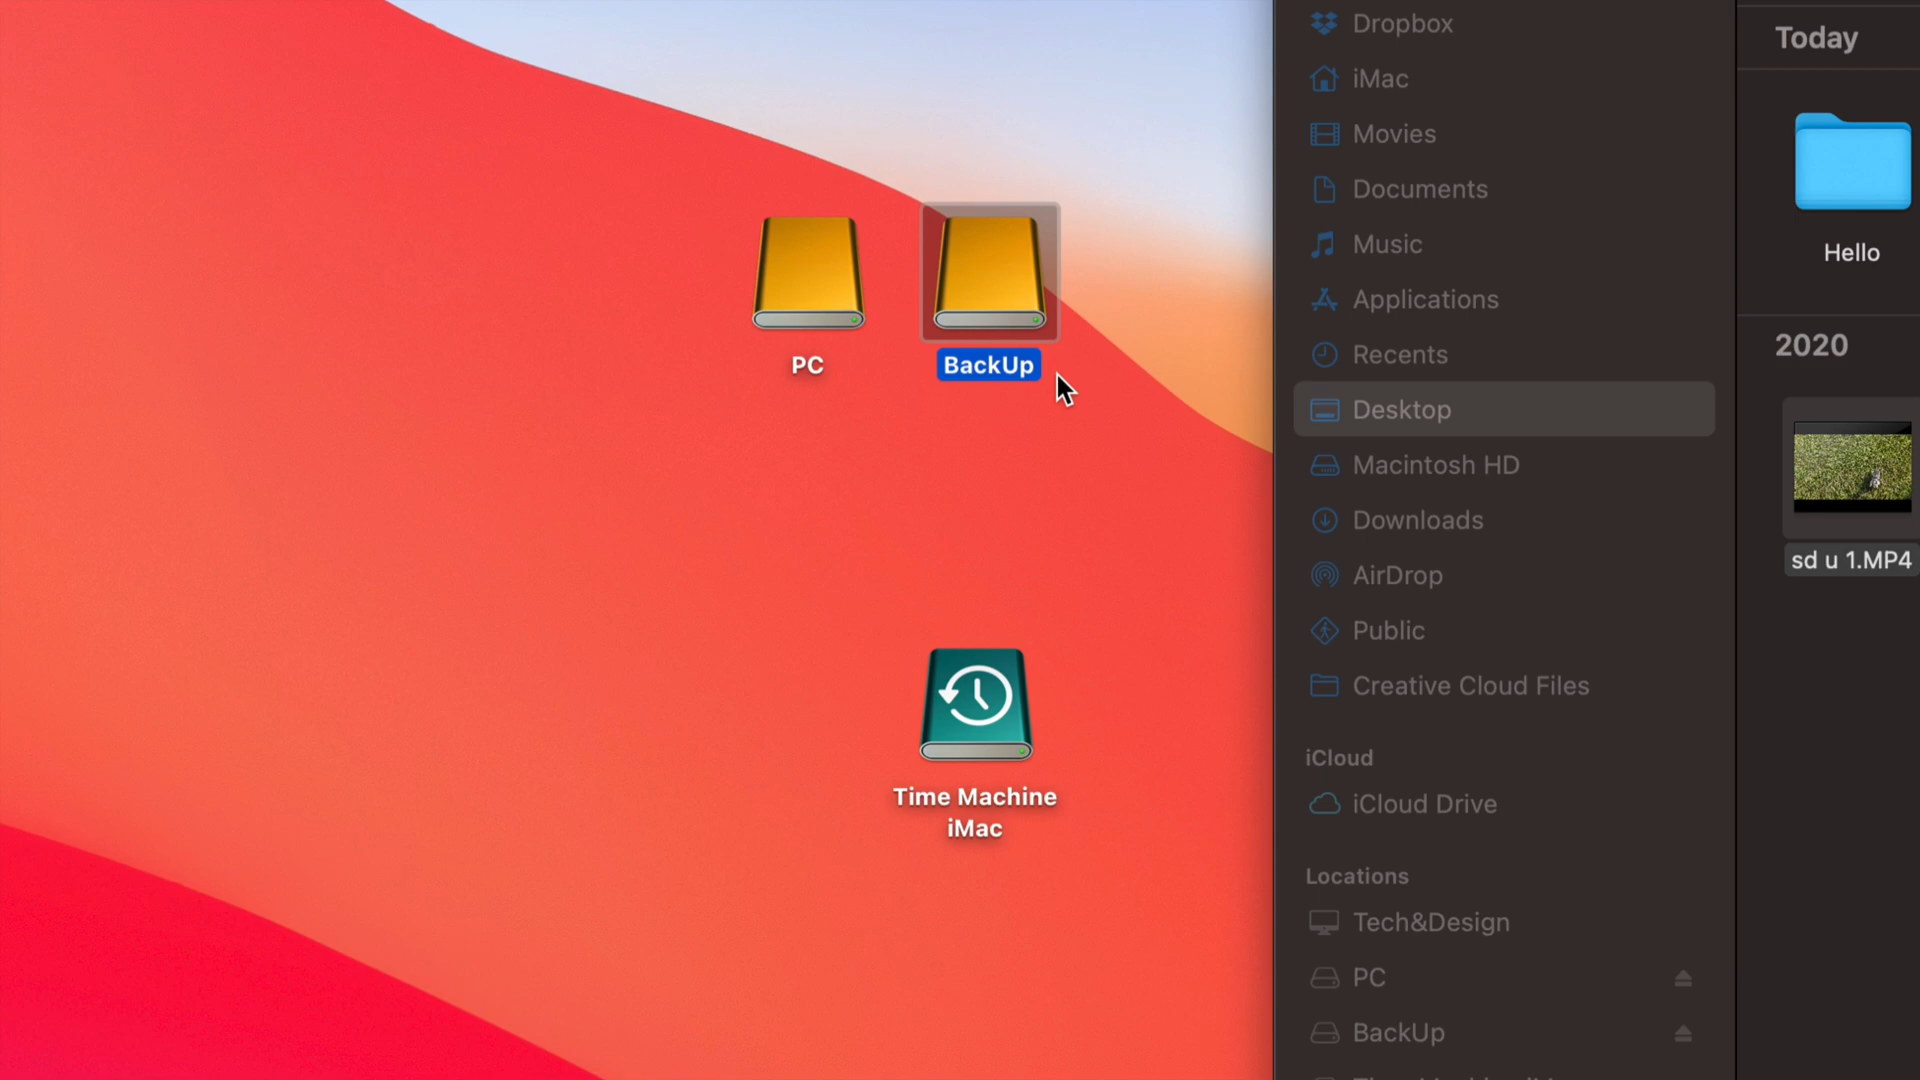 PC
BackUp
Time Machine
iMac
Dropbox
iMac
Movies
Documents
Music
Applications
Recents
Desktop
Macintosh HD
Downloads
AirDrop
Public
Creative Cloud Files
iCloud
iCloud Drive
Locations
Tech&Design
PC
BackUp
Today
Hello
2020
sd u 1.MP4